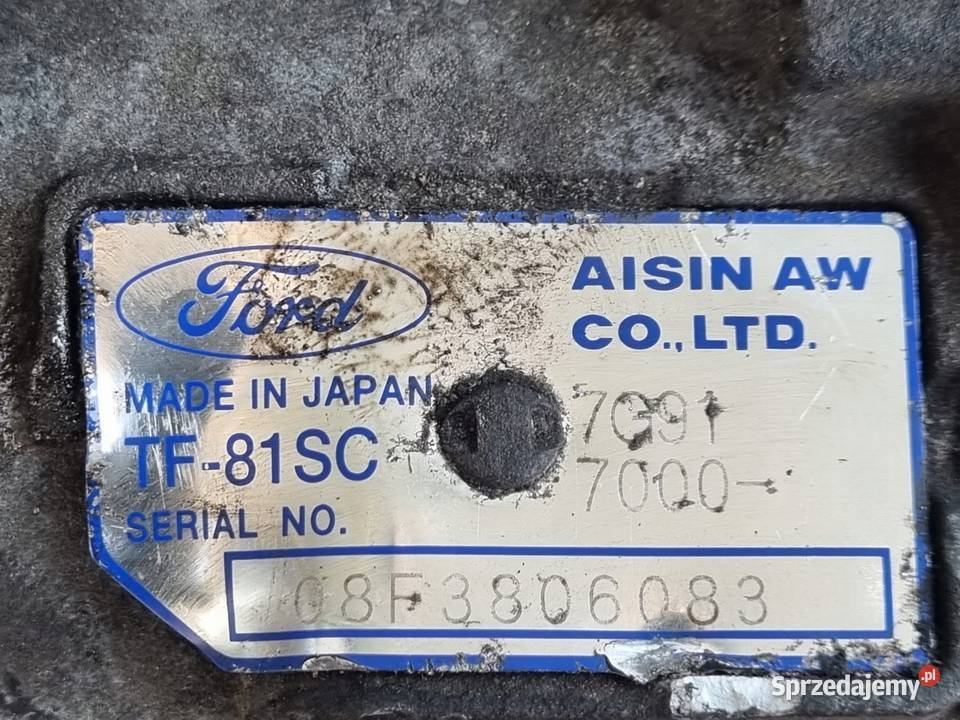 Ford
AISIN AW
CO., LTD.
MADE IN JAPAN
TF-81SC
7G91
7000-
SERIAL NO.
08F3806083
Sprzedajemy.pl